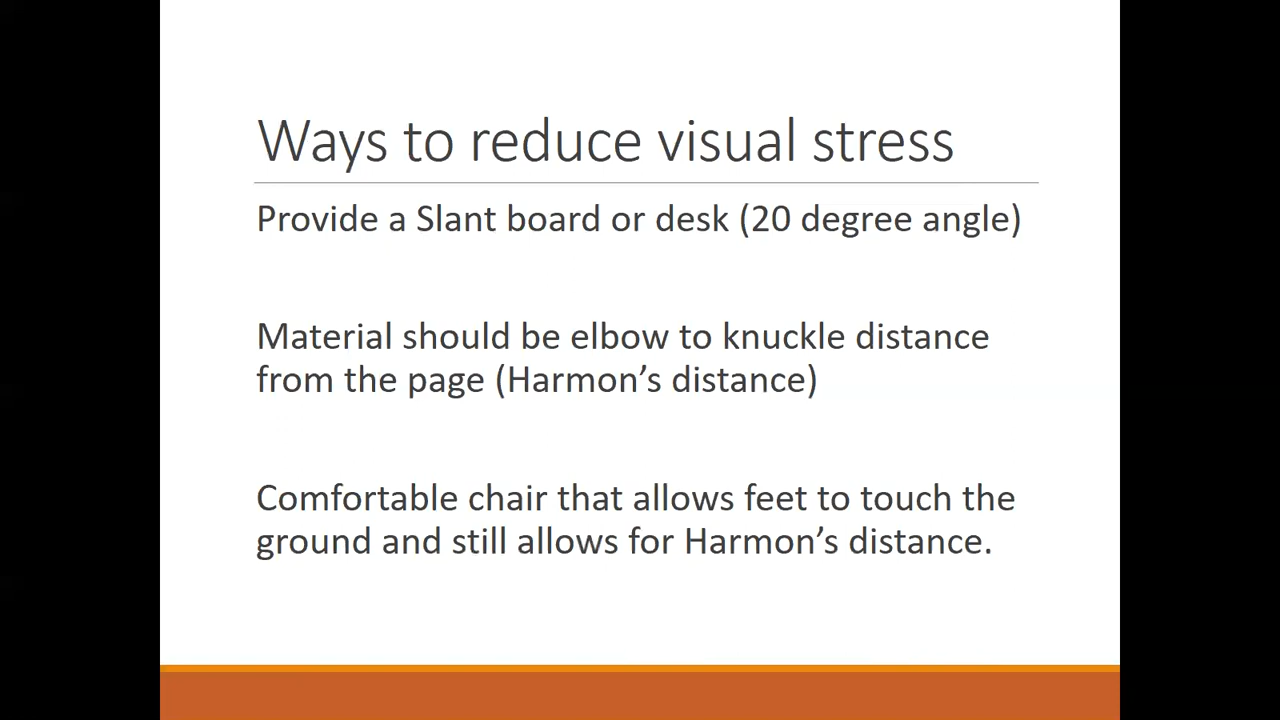 Ways to reduce visual stress
Provide a Slant board or desk (20 degree angle)
Material should be elbow to knuckle distance
from the page (Harmon’s distance)
Comfortable chair that allows feet to touch the
ground and still allows for Harmon’s distance.